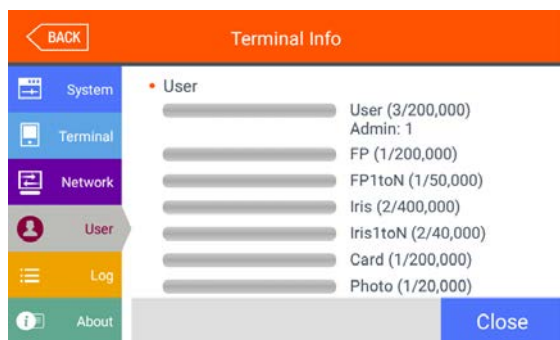 BACK
Terminal Info
System
Terminal
Network
User
Log
About
• User
User (3/200,000)
Admin: 1
FP (1/200,000)
FP1toN (1/50,000)
Iris (2/400,000)
Iris1toN (2/40,000)
Card (1/200,000)
Photo (1/20,000)
Close